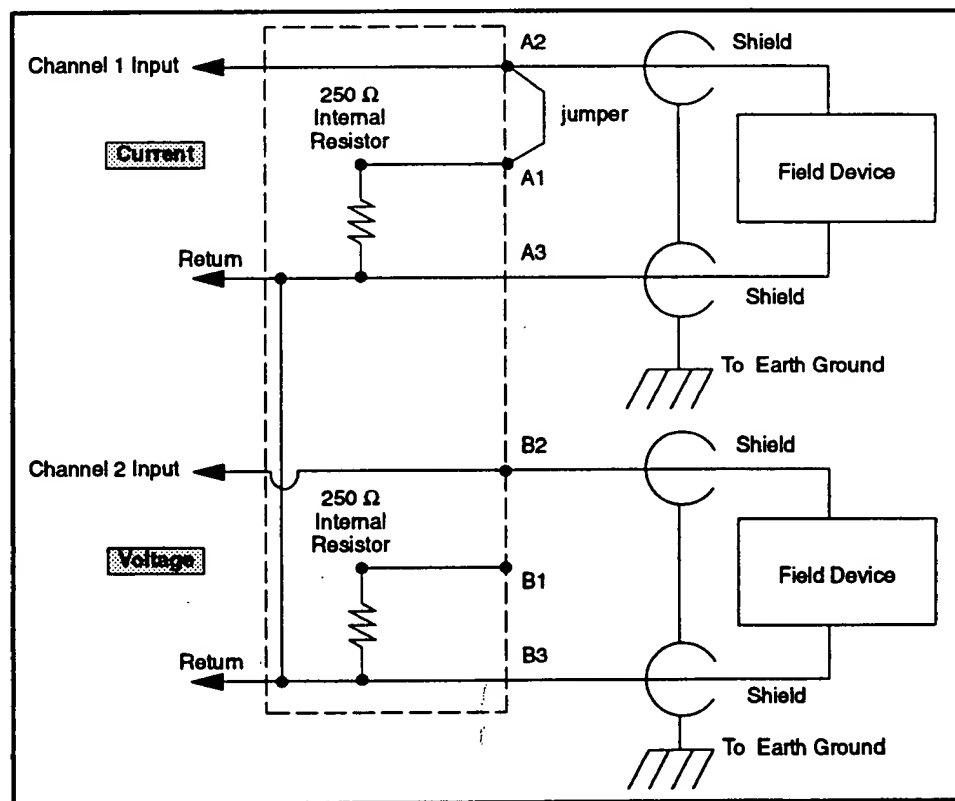 A2
Shield
Channel 1 Input
250 Ω
Internal
Resistor
jumper
Current
Field Device
A1
Return
A3
Shield
To Earth Ground
B2
Shield
Channel 2 Input
250 Ω
Internal
Resistor
Voltage
Field Device
B1
Return
B3
Shield
To Earth Ground